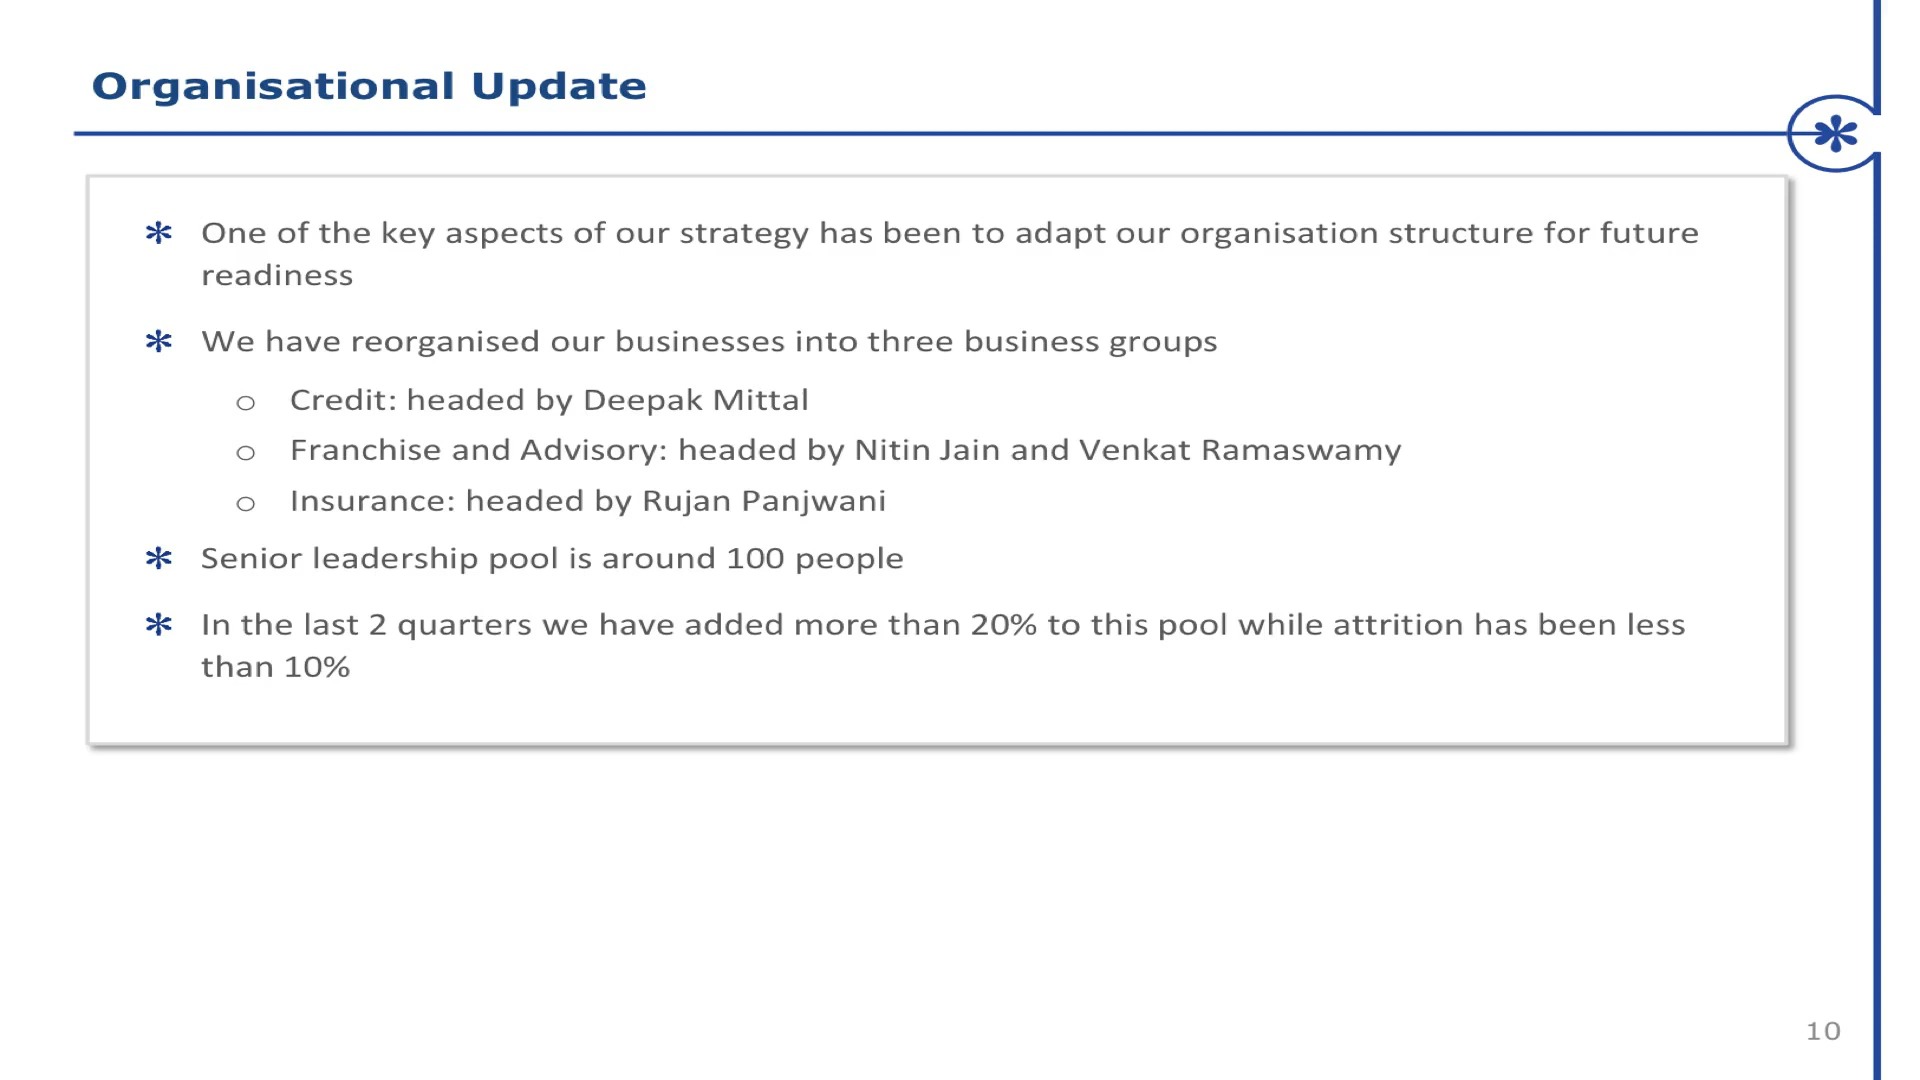 Organisational Update
* One of the key aspects of our strategy has been to adapt our organisation structure for future
readiness
* We have reorganised our businesses into three business groups
o Credit: headed by Deepak Mittal
o Franchise and Advisory: headed by Nitin Jain and Venkat Ramaswamy
o Insurance: headed by Rujan Panjwani
* Senior leadership pool is around 100 people
* In the last 2 quarters we have added more than 20% to this pool while attrition has been less
than 10%
10